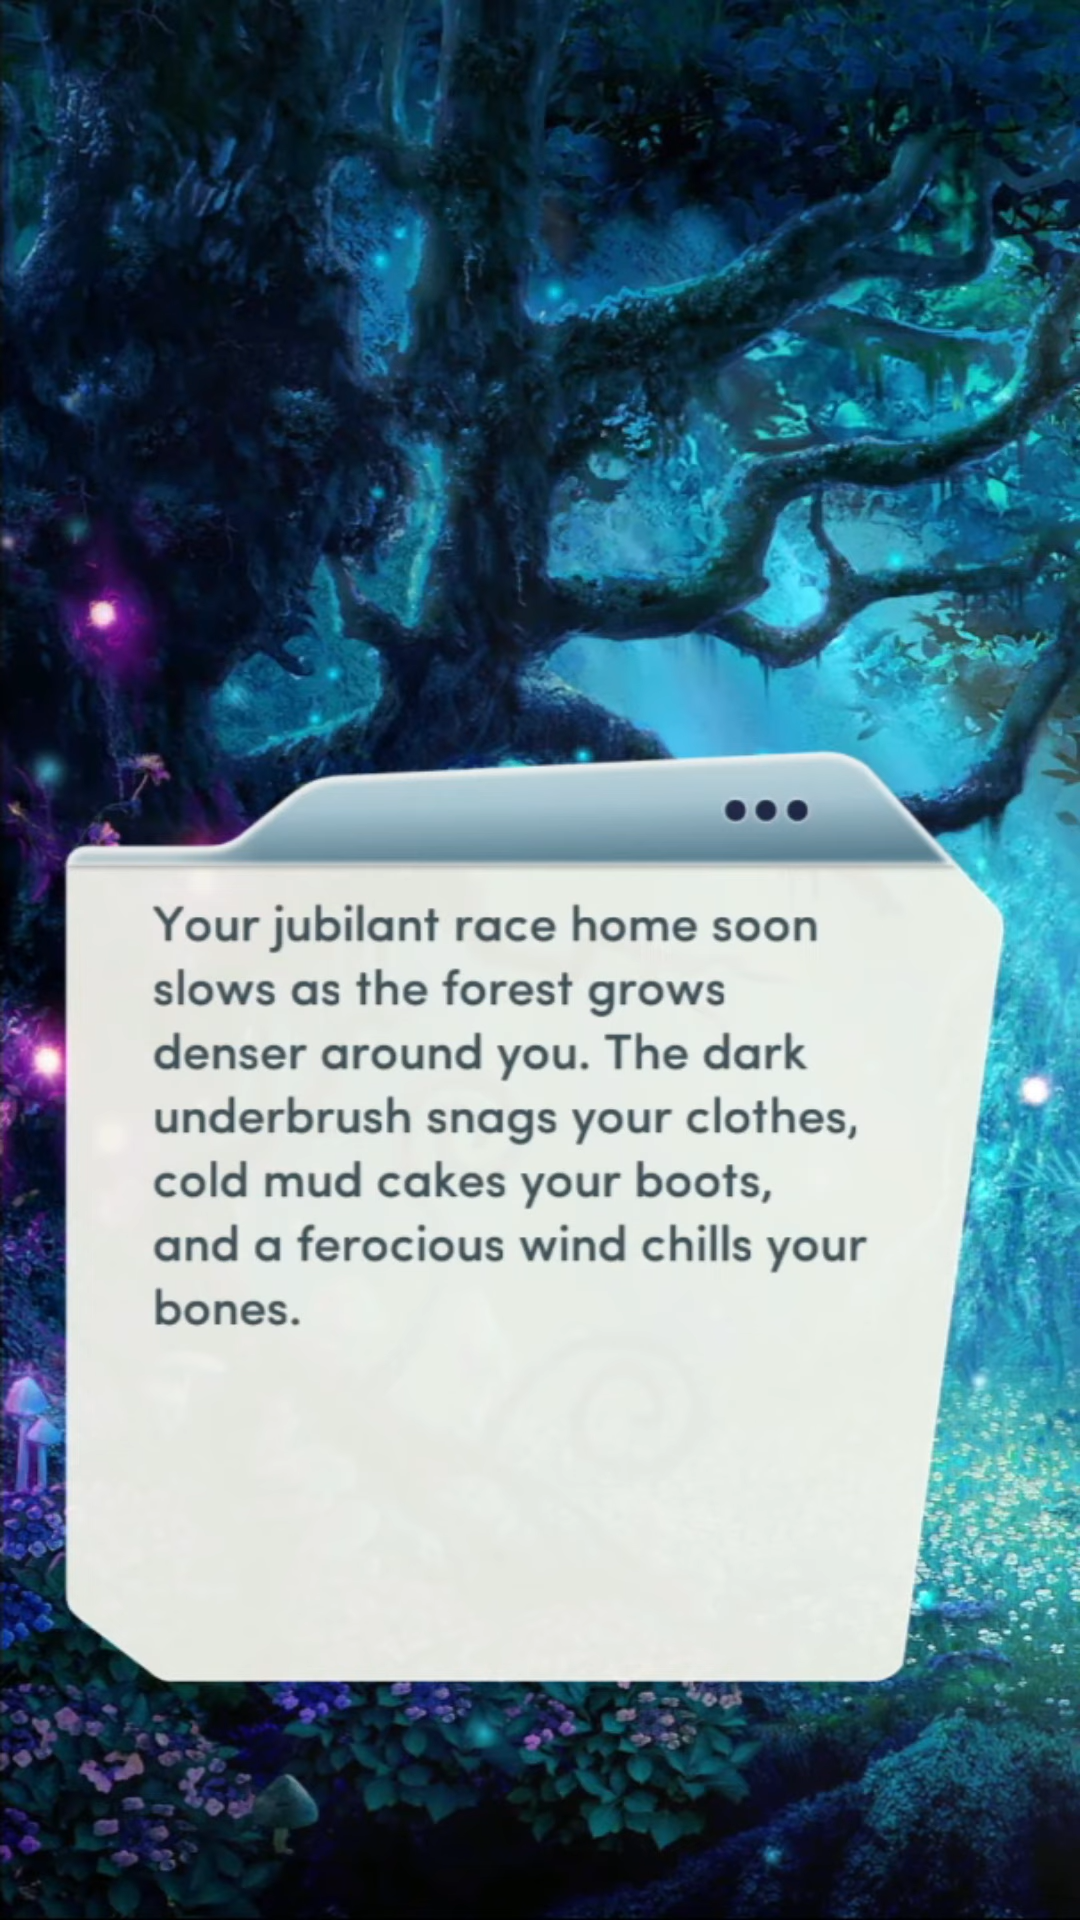 Your jubilant race home soon
slows as the forest grows
denser around you. The dark
underbrush snags your clothes,
cold mud cakes your boots,
and a ferocious wind chills your
bones.